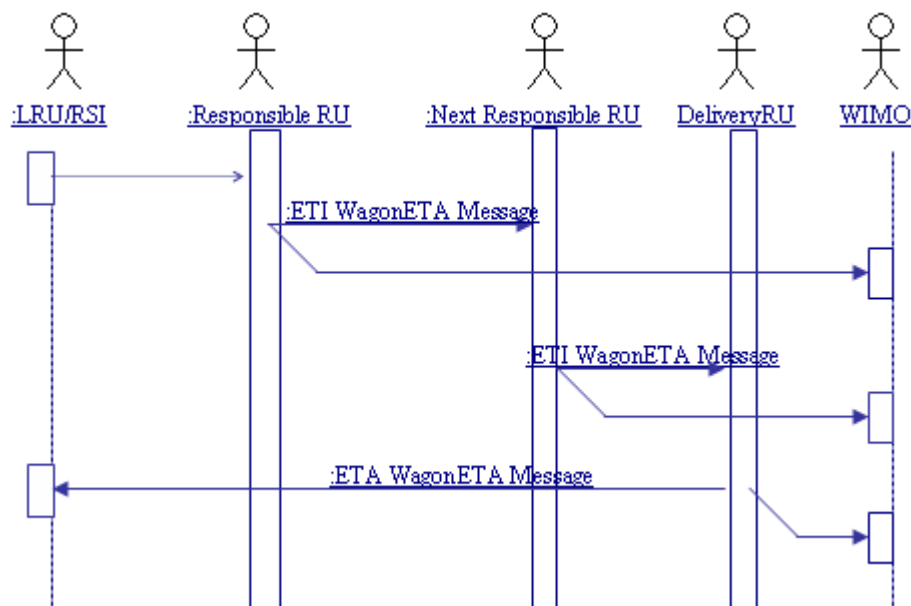 :LRU/RSI
:Responsible RU
:Next Responsible RU
DeliveryRU
WIMO
:ETI WagonETA Message
:ETI WagonETA Message
:ETA WagonETA Message